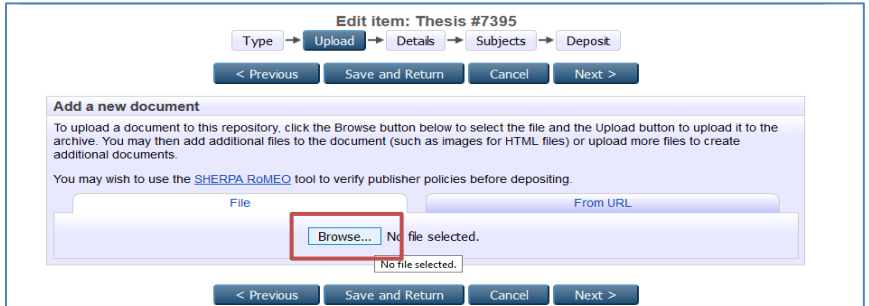 Edit item: Thesis #7395
Type Upload Details Subjects Deposit
< Previous Save and Return Cancel Next >
Add a new document
To upload a document to this repository, click the Browse button below to select the file and the Upload button to upload it to the
archive. You may then add additional files to the document (such as images for HTML files) or upload more files to create
additional documents.
You may wish to use the SHERPA RoMEO tool to verify publisher policies before depositing.
File From URL
Browse... No file selected.
No file selected.
< Previous Save and Return Cancel Next >